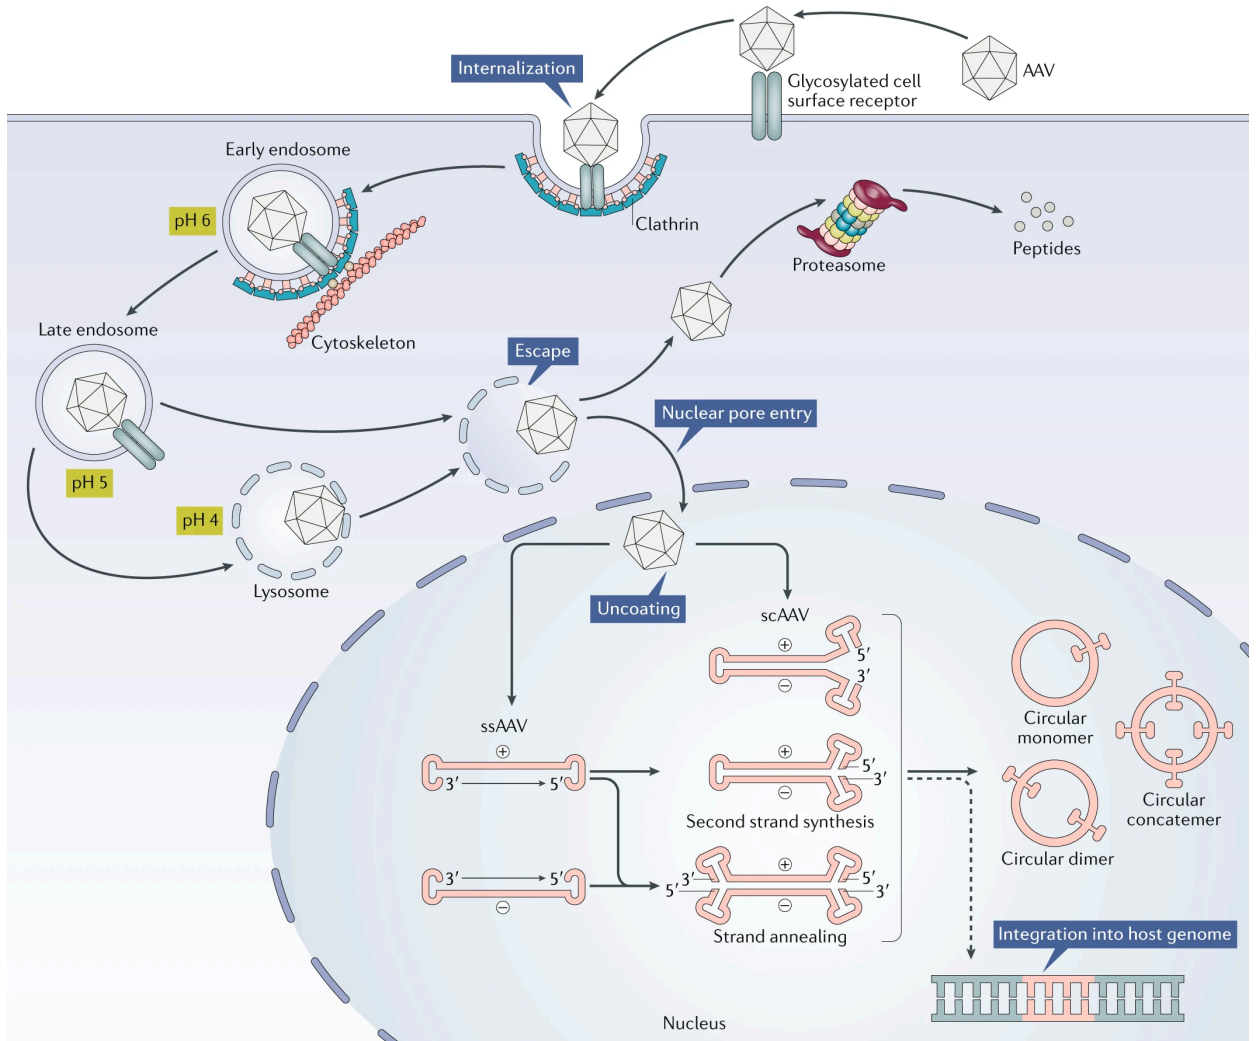 AAV
Glycosylated cell
surface receptor
Internalization
Clathrin
Early endosome
pH 6
Cytoskeleton
Proteasome
Peptides
Late endosome
pH 5
pH 4
Lysosome
Escape
Nuclear pore entry
Uncoating
scAAV
+
5′
3′
−
ssAAV
+
3′ 5′
+
5′
3′
−
Second strand synthesis
3′ 5′
−
+
3′ 5′
5′ 3′
−
Strand annealing
Circular
monomer
Circular dimer
Circular
concatemer
Integration into host genome
Nucleus